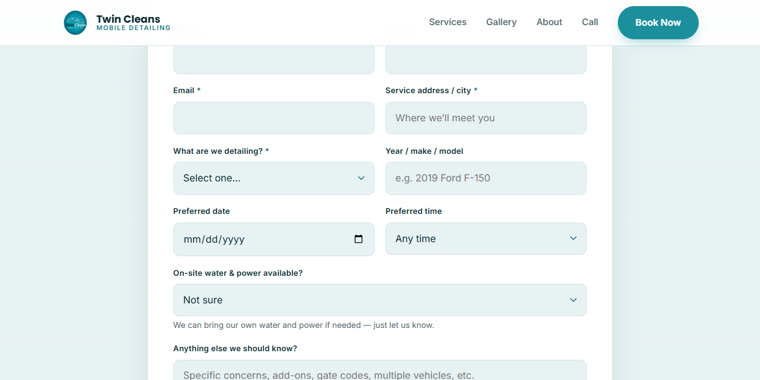 Twin Cleans
MOBILE DETAILING
Services Gallery About Call Book Now
Email * Service address / city *
Where we'll meet you
What are we detailing? * Year / make / model
Select one... e.g. 2019 Ford F-150
Preferred date Preferred time
mm/dd/yyyy Any time
On-site water & power available?
Not sure
We can bring our own water and power if needed — just let us know.
Anything else we should know?
Specific concerns, add-ons, gate codes, multiple vehicles, etc.